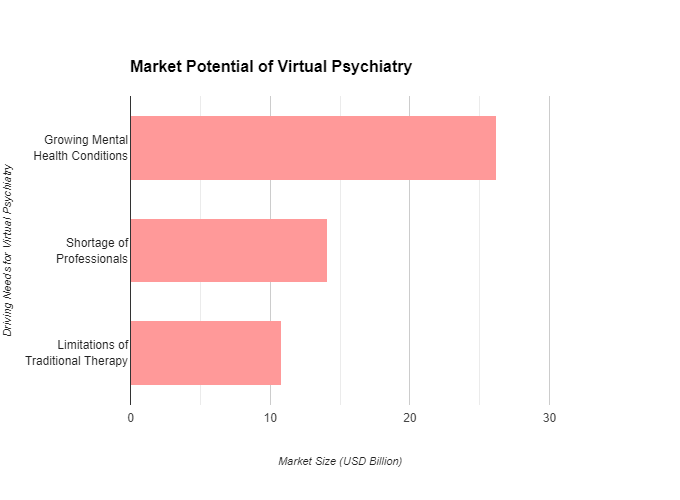 Market Potential of Virtual Psychiatry
Driving Needs for Virtual Psychiatry
Growing Mental
Health Conditions
Shortage of
Professionals
Limitations of
Traditional Therapy
0
10
20
30
Market Size (USD Billion)